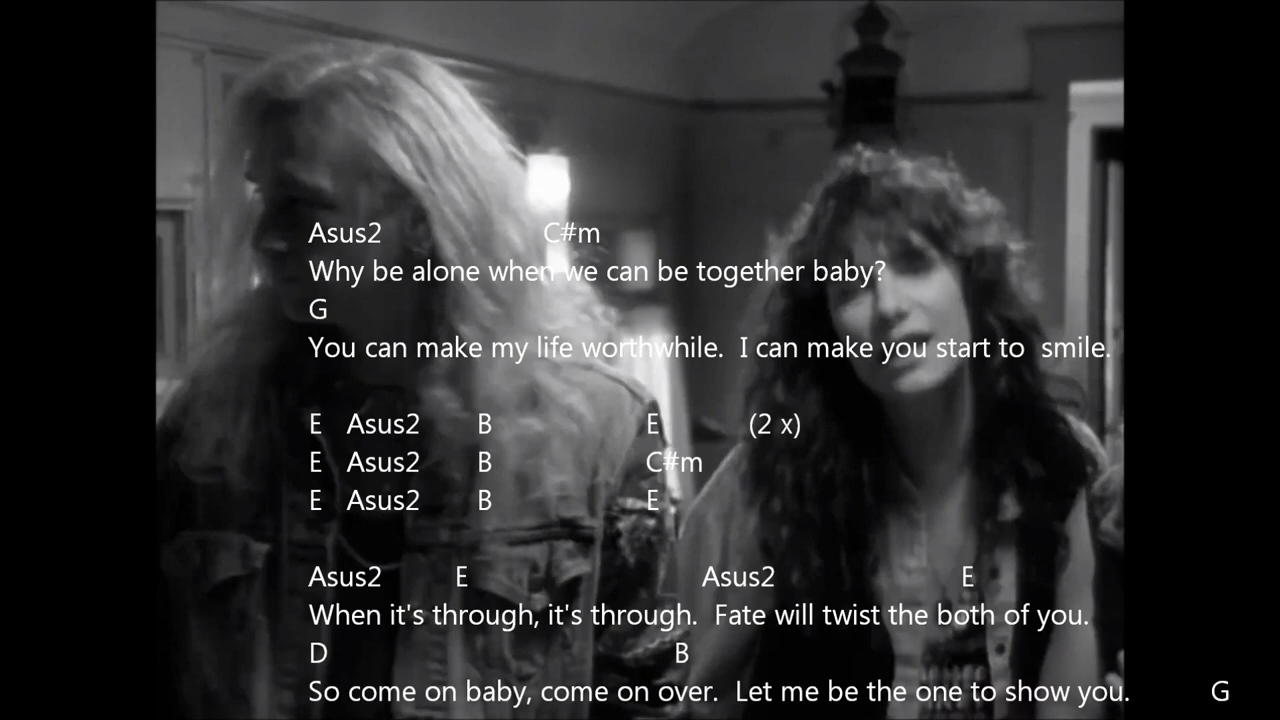 Asus2 C#m
Why be alone when we can be together baby?
G
You can make my life worthwhile. I can make you start to smile.
E Asus2 B E (2 x)
E Asus2 B C#m
E Asus2 B E
Asus2 E Asus2 E
When it's through, it's through. Fate will twist the both of you.
D B
So come on baby, come on over. Let me be the one to show you. G